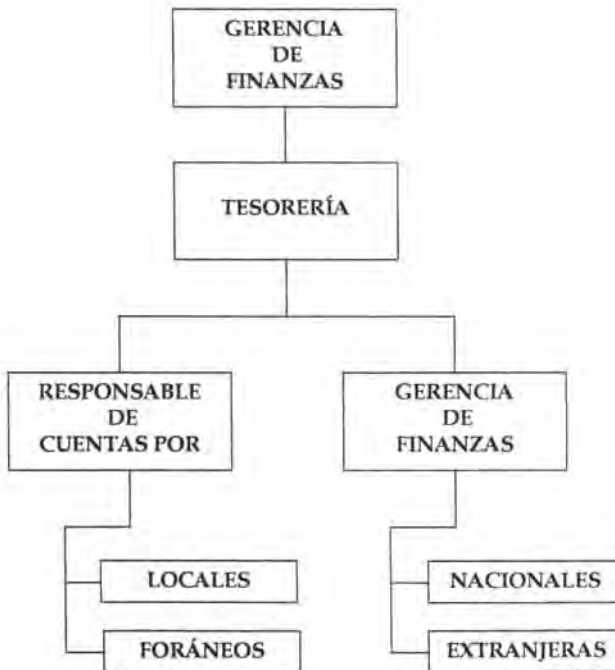 GERENCIA
DE
FINANZAS
TESORERÍA
RESPONSABLE
DE
CUENTAS POR
GERENCIA
DE
FINANZAS
LOCALES
FORÁNEOS
NACIONALES
EXTRANJERAS